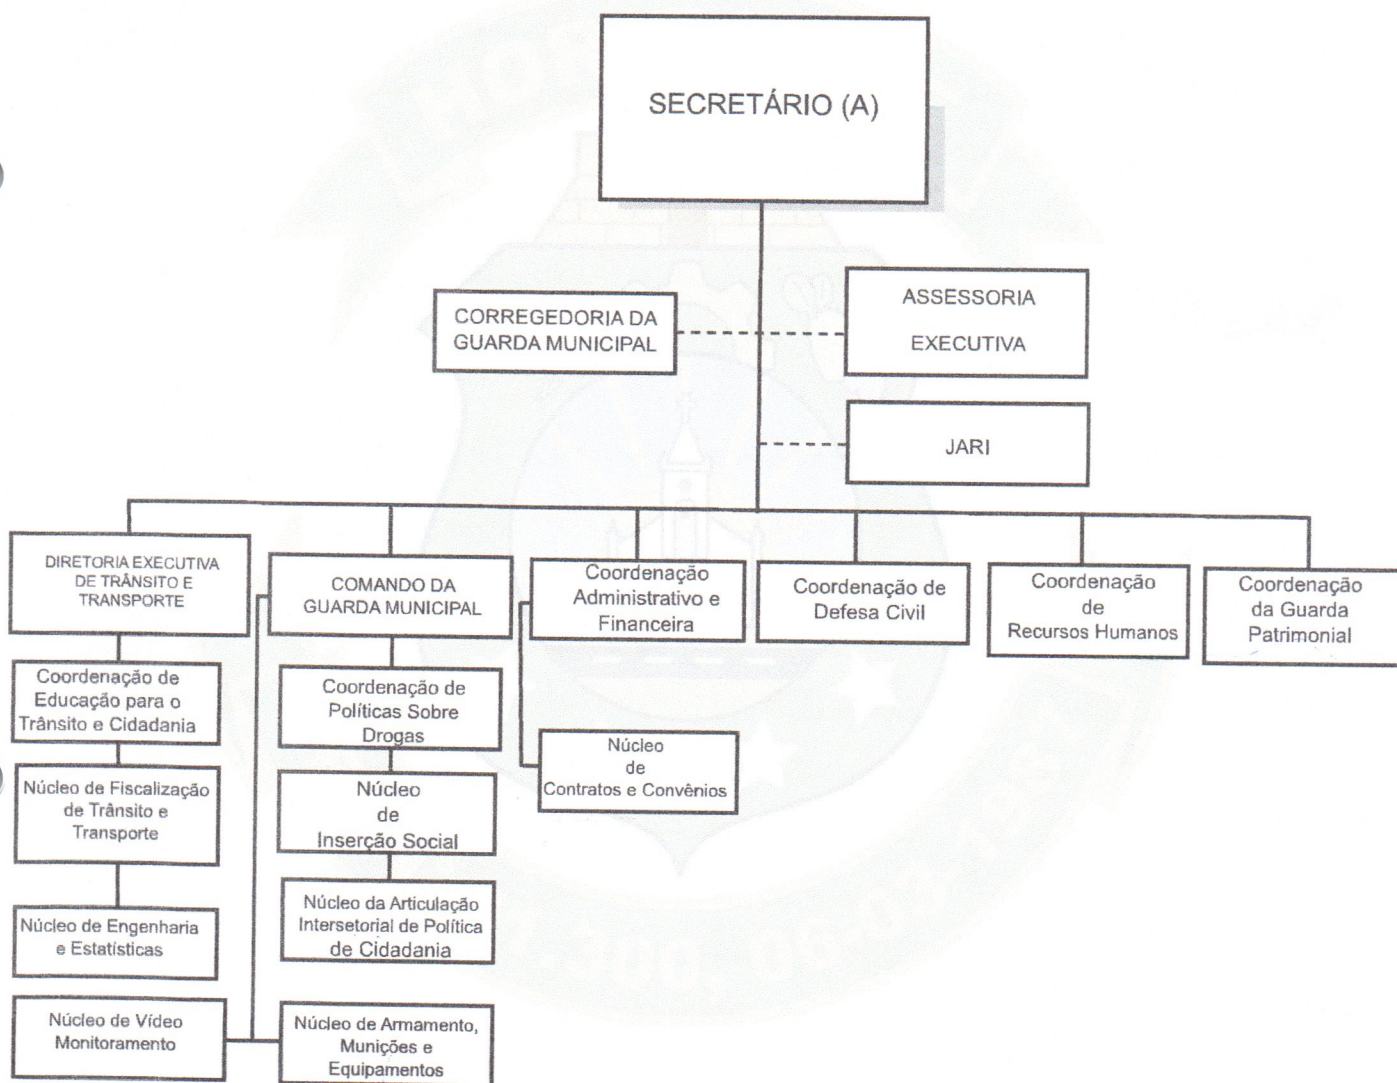 SECRETÁRIO (A)
CORREGEDORIA DA
GUARDA MUNICIPAL
ASSESSORIA
EXECUTIVA
JARI
DIRETORIA EXECUTIVA
DE TRÂNSITO E
TRANSPORTE
COMANDO DA
GUARDA MUNICIPAL
Coordenação
Administrativo e
Financeira
Coordenação de
Defesa Civil
Coordenação
de
Recursos Humanos
Coordenação
da Guarda
Patrimonial
Coordenação de
Educação para o
Trânsito e Cidadania
Coordenação de
Políticas Sobre
Drogas
Núcleo
de
Contratos e Convênios
Núcleo de Fiscalização
de Trânsito e
Transporte
Núcleo
de
Inserção Social
Núcleo de Engenharia
e Estatísticas
Núcleo da Articulação
Intersetorial de Política
de Cidadania
Núcleo de Vídeo
Monitoramento
Núcleo de Armamento,
Munições e
Equipamentos